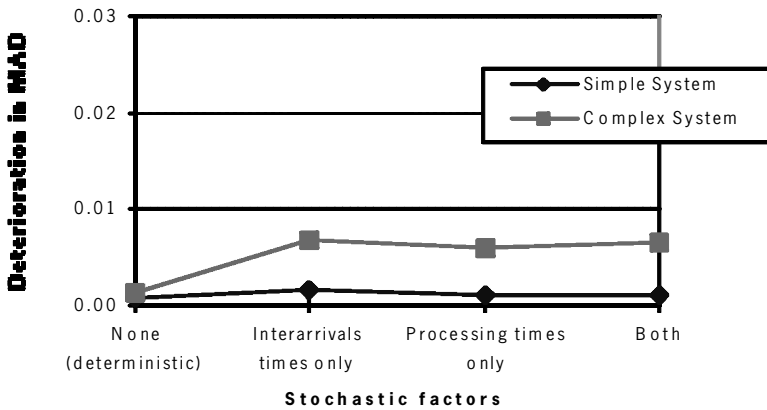 0.03
Simple System
Complex System
0.02
Deterioration in MAD
0.01
0.00
None
(deterministic)
Interarrivals
times only
Processing times
only
Both
Stochastic factors